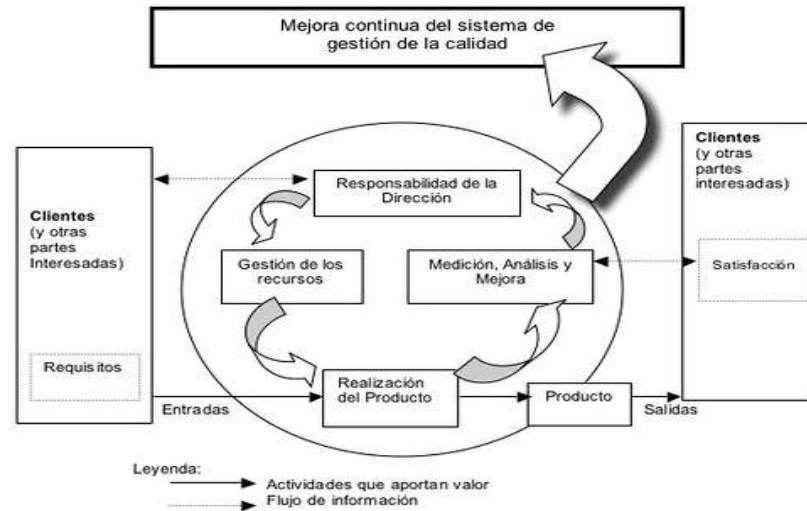 Mejora continua del sistema de
gestión de la calidad
Clientes
(y otras
partes
interesadas)
Responsabilidad de la
Dirección
Clientes
(y otras
partes
Interesadas)
Gestión de los
recursos
Medición, Análisis y
Mejora
Satisfacción
Requisitos
Realización
del Producto
Producto
Entradas
Salidas
Leyenda:
Actividades que aportan valor
Flujo de información